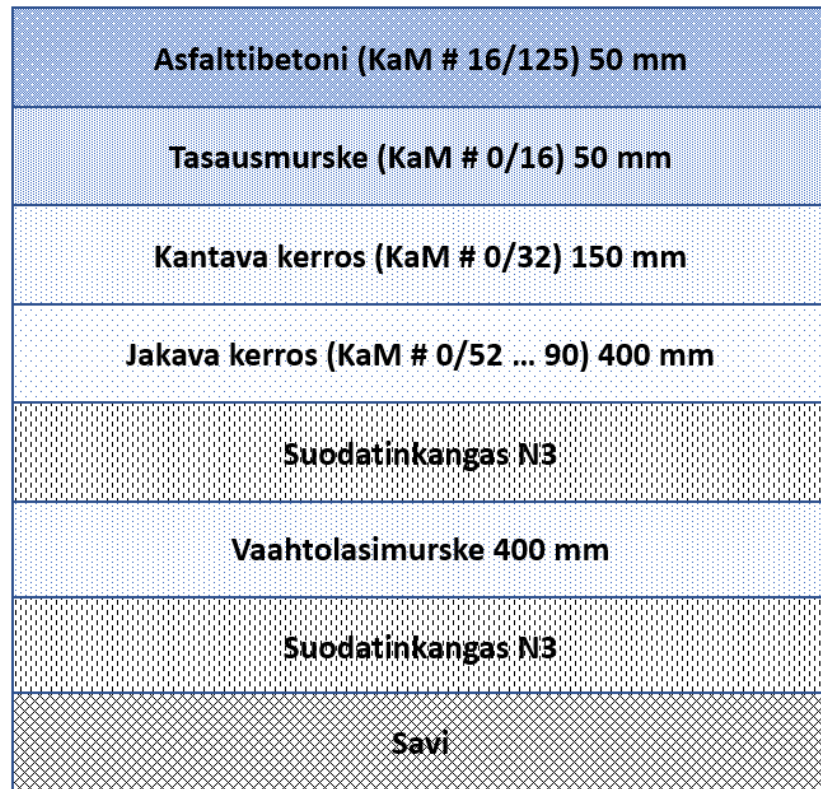 Asfalttibetoni (KaM # 16/125) 50 mm
Tasausmurske (KaM # 0/16) 50 mm
Kantava kerros (KaM # 0/32) 150 mm
Jakava kerros (KaM # 0/52 ... 90) 400 mm
Suodatinkangas N3
Vaahtolasimurske 400 mm
Suodatinkangas N3
Savi